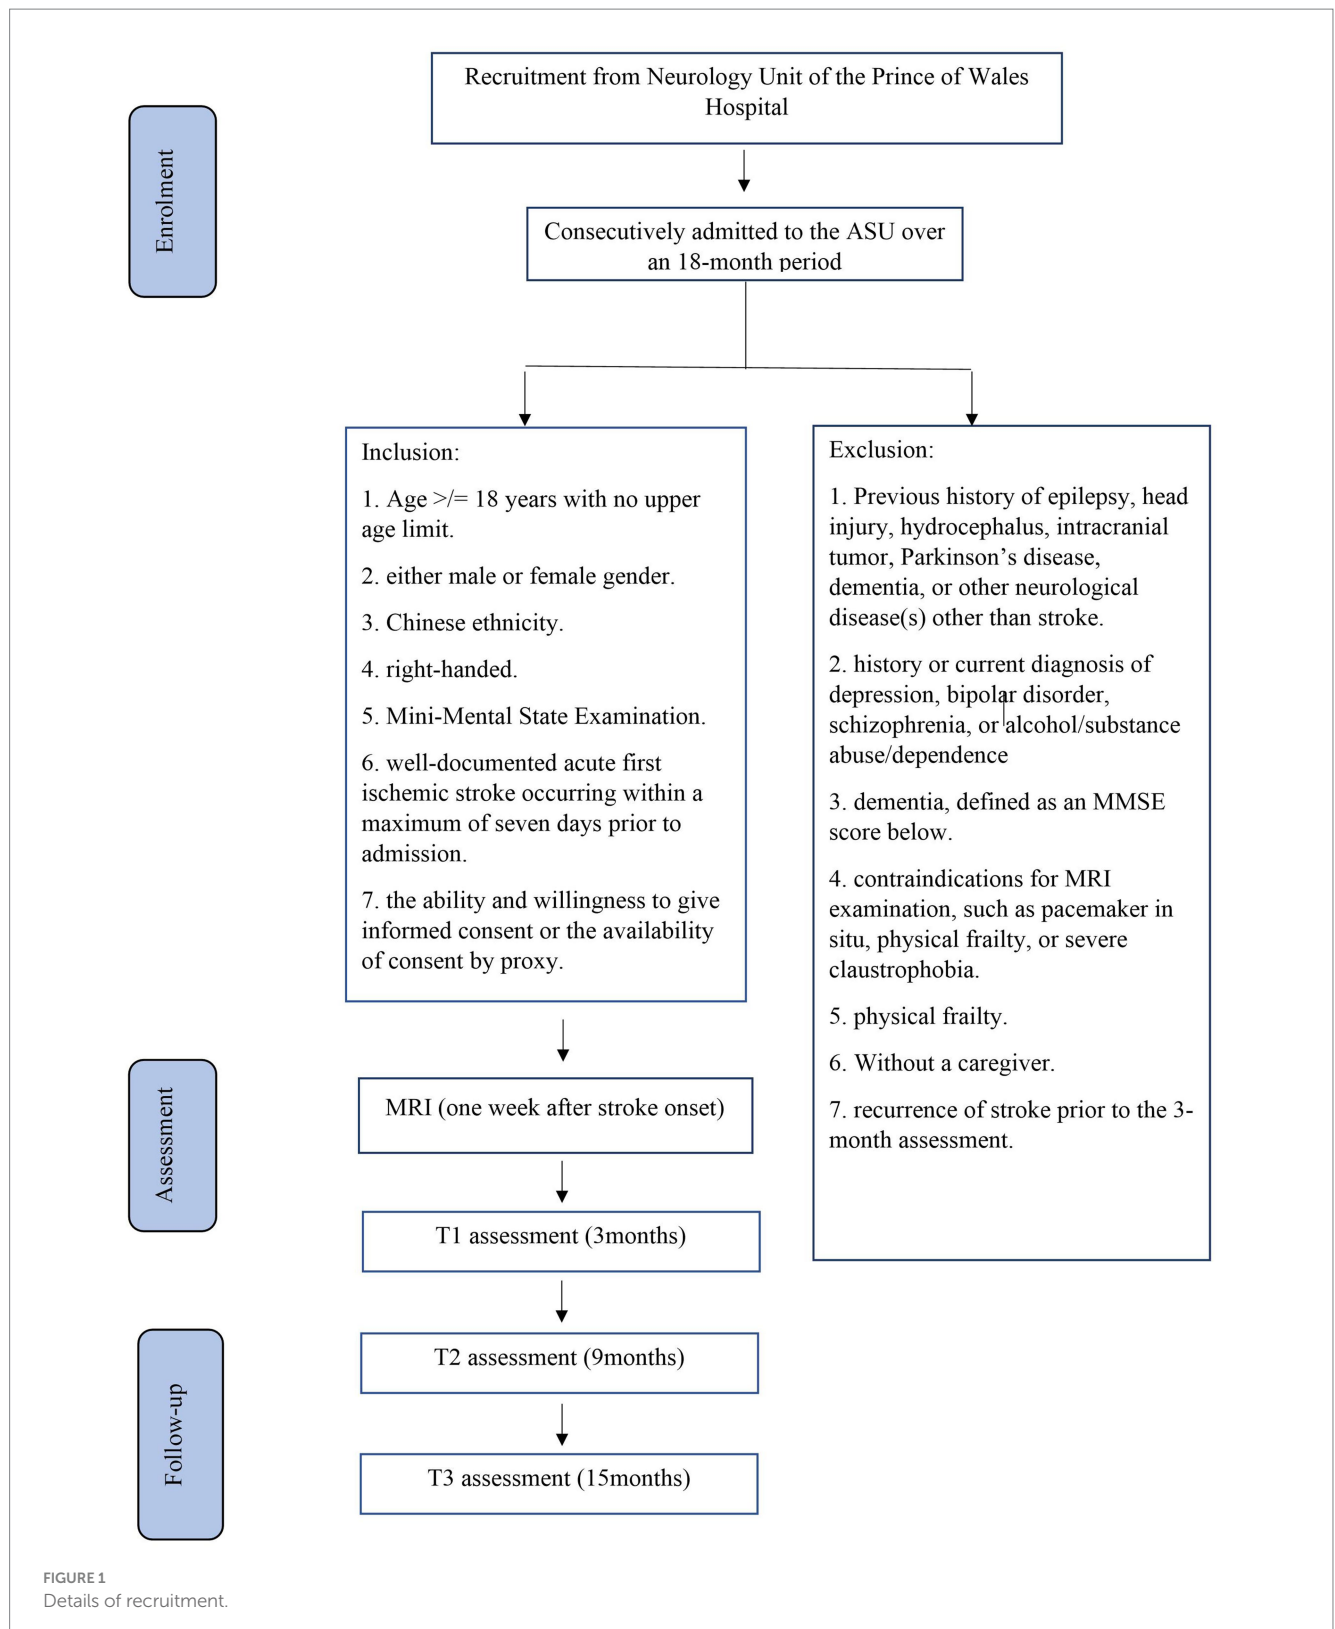 Enrolment
Recruitment from Neurology Unit of the Prince of Wales
Hospital
Consecutively admitted to the ASU over
an 18-month period
Inclusion:
1. Age >/= 18 years with no upper
age limit.
2. either male or female gender.
3. Chinese ethnicity.
4. right-handed.
5. Mini-Mental State Examination.
6. well-documented acute first
ischemic stroke occurring within a
maximum of seven days prior to
admission.
7. the ability and willingness to give
informed consent or the availability
of consent by proxy.
Exclusion:
1. Previous history of epilepsy, head
injury, hydrocephalus, intracranial
tumor, Parkinson’s disease,
dementia, or other neurological
disease(s) other than stroke.
2. history or current diagnosis of
depression, bipolar disorder,
schizophrenia, or alcohol/substance
abuse/dependence
3. dementia, defined as an MMSE
score below.
4. contraindications for MRI
examination, such as pacemaker in
situ, physical frailty, or severe
claustrophobia.
5. physical frailty.
6. Without a caregiver.
7. recurrence of stroke prior to the 3-
month assessment.
Assessment
MRI (one week after stroke onset)
T1 assessment (3months)
Follow-up
T2 assessment (9months)
T3 assessment (15months)
FIGURE 1
Details of recruitment.